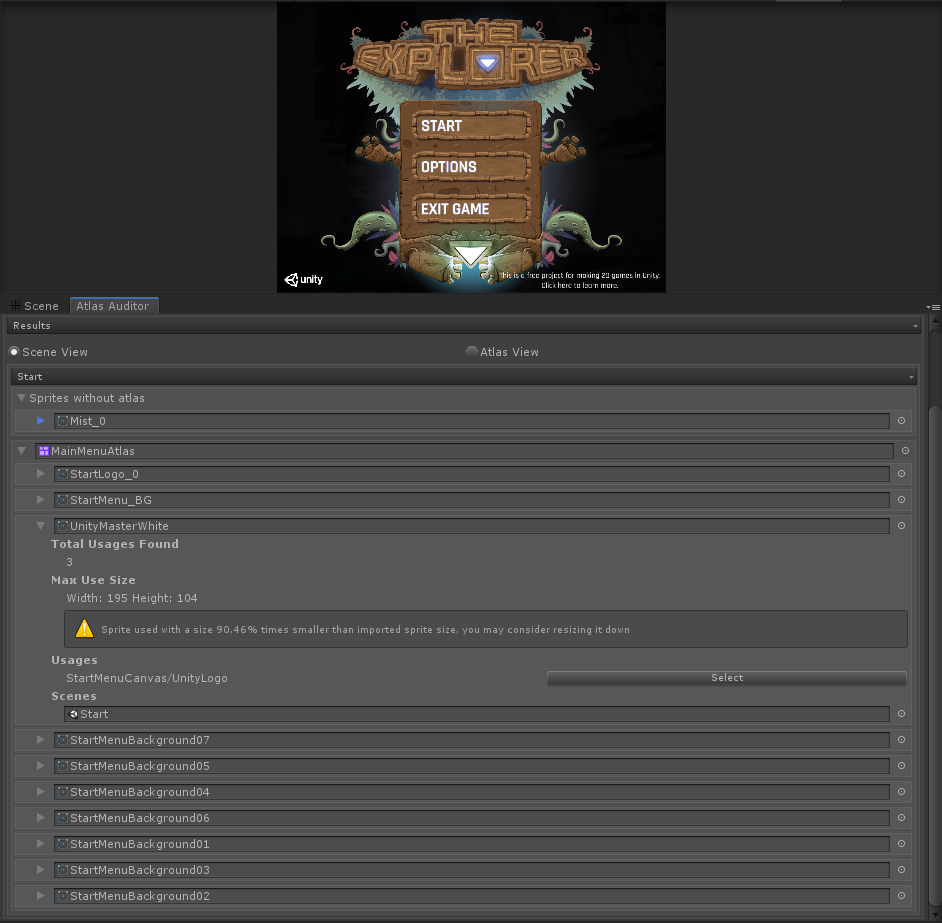 THE
EXPLORER
START
OPTIONS
EXIT GAME
unity
This is a free project for making 2D games in Unity.
Click here to learn more.
Scene
Atlas Auditor
Results
Scene View
Atlas View
Start
Sprites without atlas
Mist_0
MainMenuAtlas
StartLogo_0
StartMenu_BG
UnityMasterWhite
Total Usages Found
3
Max Use Size
Width: 195 Height: 104
Sprite used with a size 90,46% times smaller than imported sprite size, you may consider resizing it down
Usages
StartMenuCanvas/UnityLogo
Select
Scenes
Start
StartMenuBackground07
StartMenuBackground05
StartMenuBackground04
StartMenuBackground06
StartMenuBackground01
StartMenuBackground03
StartMenuBackground02